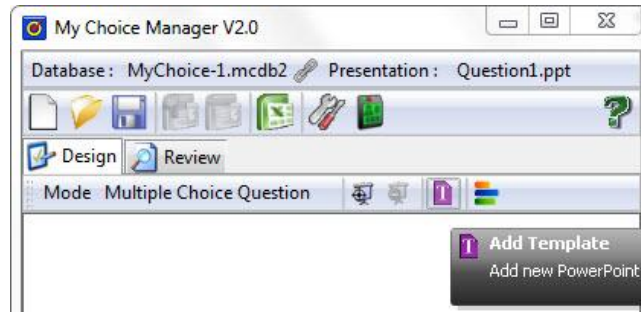 My Choice Manager V2.0
Database: MyChoice-1.mcdb2 Presentation: Question1.ppt
Design Review
Mode Multiple Choice Question
T
T Add Template
Add new PowerPoint